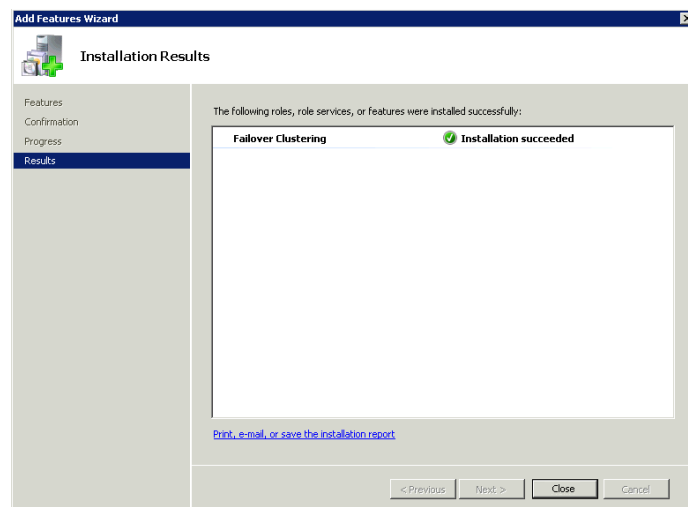 Add Features Wizard
Installation Results
Features
Confirmation
Progress
Results
The following roles, role services, or features were installed successfully:
Failover Clustering Installation succeeded
Print, e-mail, or save the installation report
< Previous Next > Close Cancel